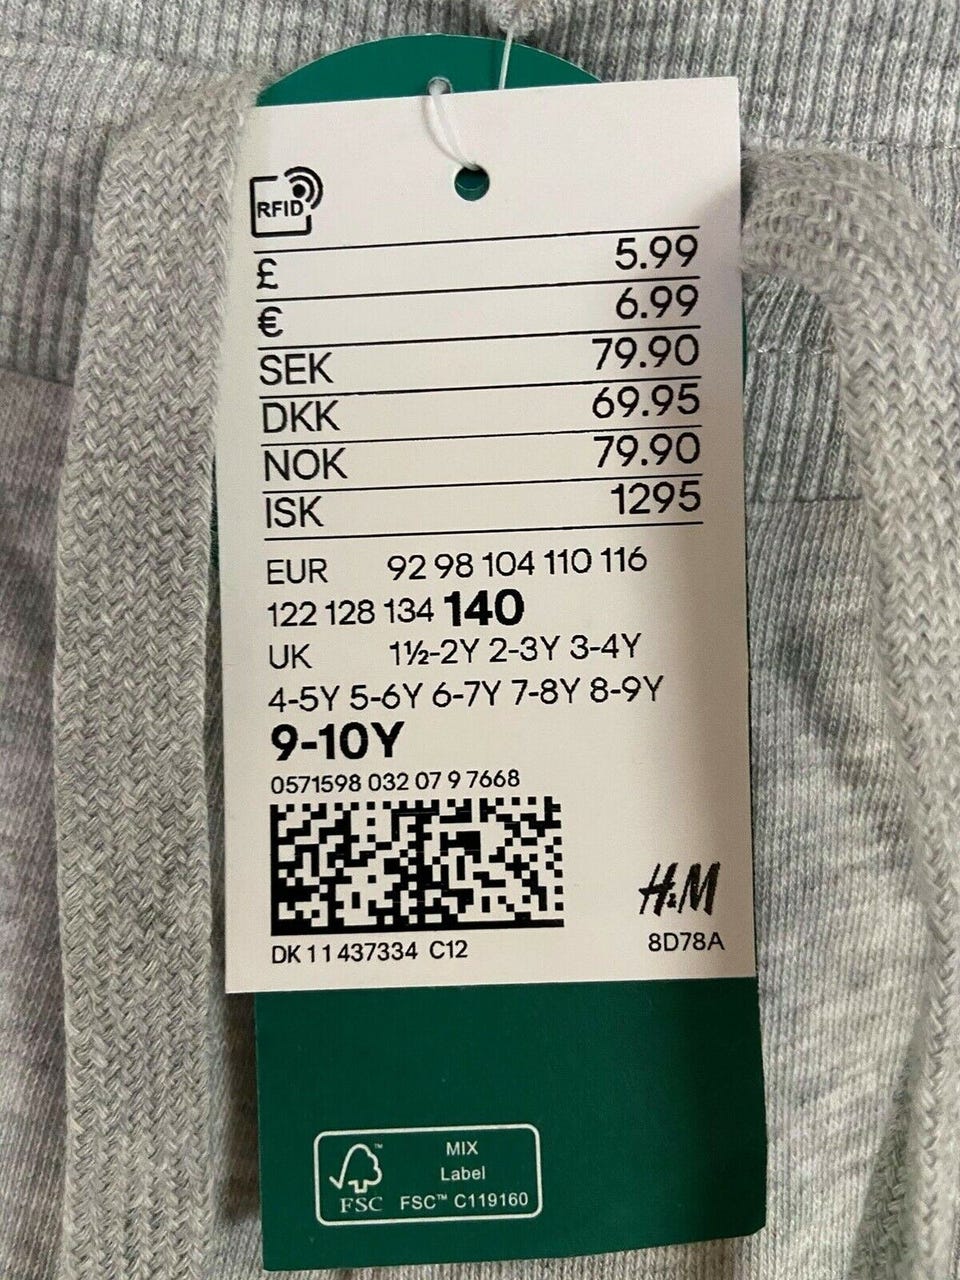 RFID
£ 5.99
€ 6.99
SEK 79.90
DKK 69.95
NOK 79.90
ISK 1295
EUR 92 98 104 110 116
122 128 134 140
UK 1½-2Y 2-3Y 3-4Y
4-5Y 5-6Y 6-7Y 7-8Y 8-9Y
9-10Y
0571598 032 07 9 7668
H&M
DK 1 1 437334 C12
8D78A
MIX
Label
FSC™ C119160
™
FSC